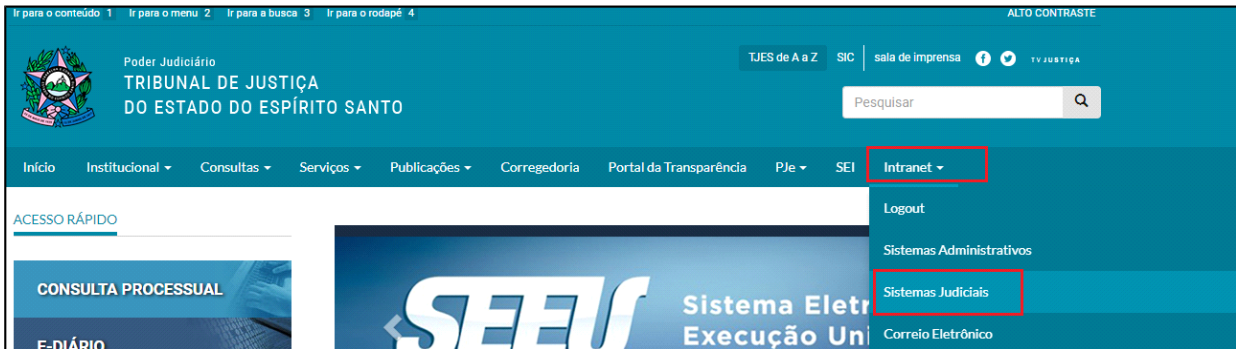 Ir para o conteúdo 1 Ir para o menu 2 Ir para a busca 3 Ir para o rodapé 4 ALTO CONTRASTE
Poder Judiciário
TRIBUNAL DE JUSTIÇA
DO ESTADO DO ESPÍRITO SANTO
TJES de A a Z SIC sala de imprensa TV JUSTIÇA
Pesquisar
Início Institucional Consultas Serviços Publicações Corregedoria Portal da Transparência PJe SEI Intranet
Logout
Sistemas Administrativos
Sistemas Judiciais
Correio Eletrônico
ACESSO RÁPIDO
CONSULTA PROCESSUAL
E-DIÁRIO
SEEU
Sistema Eletr
Execução Uni